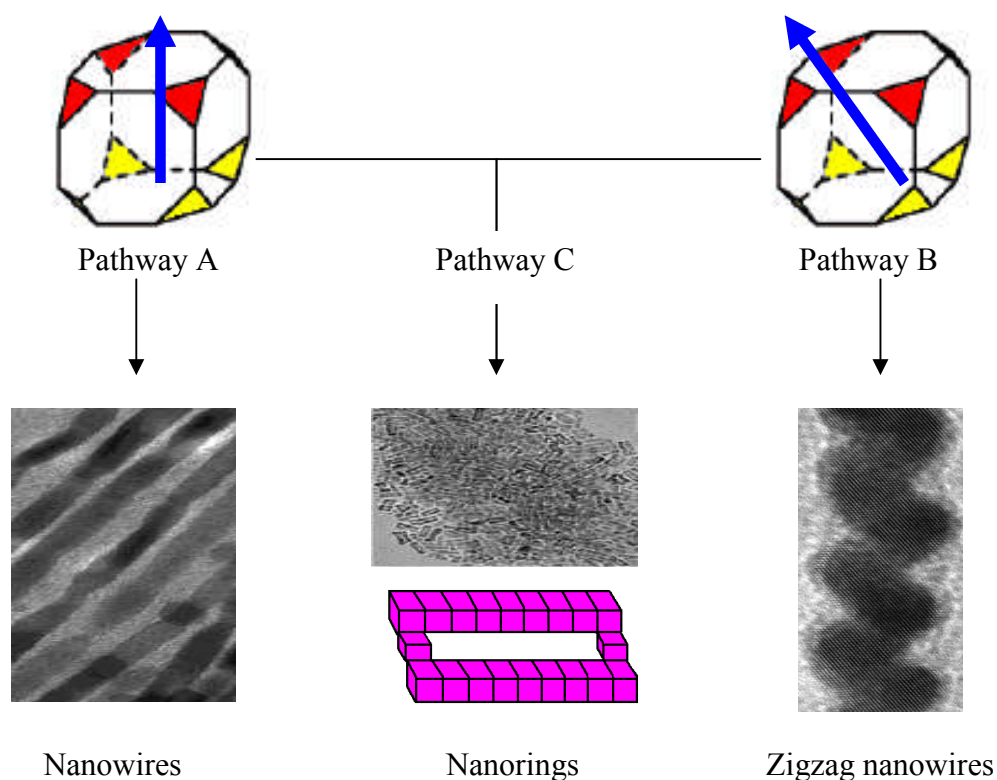 Pathway A
Pathway C
Pathway B
Nanowires
Nanorings
Zigzag nanowires